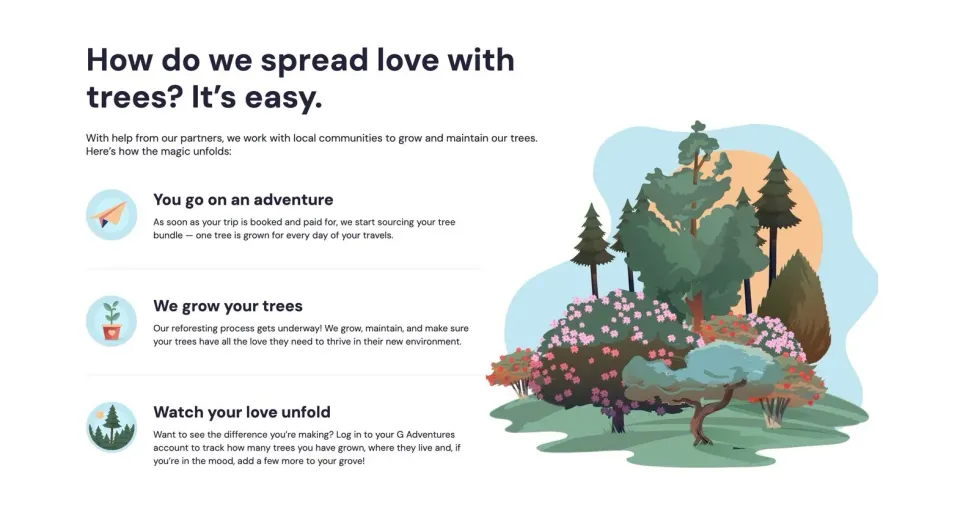 How do we spread love with
trees? It’s easy.
With help from our partners, we work with local communities to grow and maintain our trees.
Here’s how the magic unfolds:
You go on an adventure
As soon as your trip is booked and paid for, we start sourcing your tree
bundle — one tree is grown for every day of your travels.
We grow your trees
Our reforesting process gets underway! We grow, maintain, and make sure
your trees have all the love they need to thrive in their new environment.
Watch your love unfold
Want to see the difference you’re making? Log in to your G Adventures
account to track how many trees you have grown, where they live and, if
you’re in the mood, add a few more to your grove!